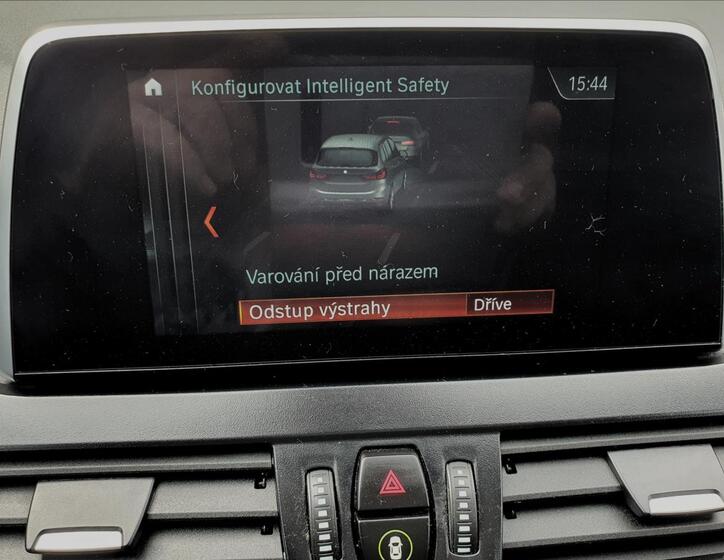 Konfigurovat Intelligent Safety
15:44
Varování před nárazem
Odstup výstrahy Dříve